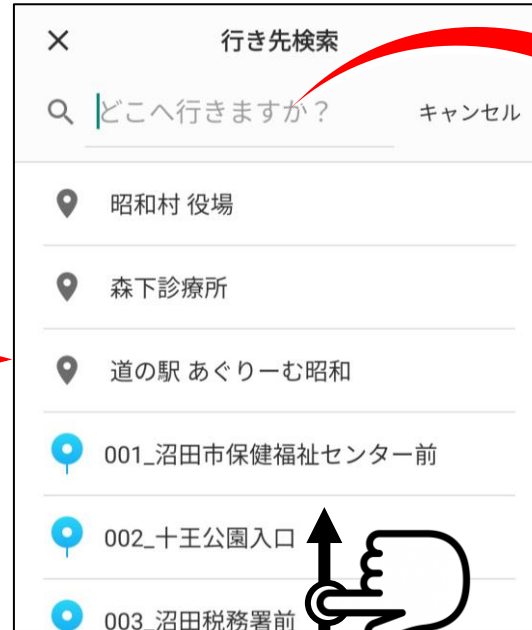 行き先検索
どこへ行きますか？ キャンセル
昭和村 役場
森下診療所
道の駅 あぐりーむ昭和
001_沼田市保健福祉センター前
002_十王公園入口
003_沼田税務署前